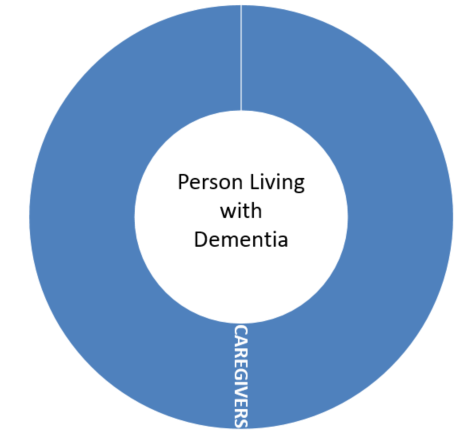 Person Living
with
Dementia
CAREGIVERS